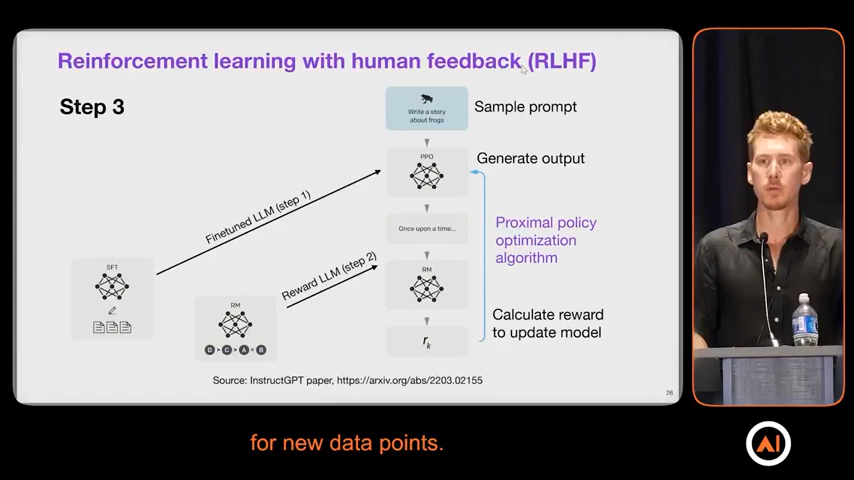 Reinforcement learning with human feedback (RLHF)
Step 3
Write a story
about frogs
Sample prompt
PPO
Generate output
Finetuned LLM (step 1)
Once upon a time...
Proximal policy
optimization
algorithm
SFT
Reward LLM (step 2)
RM
RM
D > C > A = B
Calculate reward
to update model
rk
Source: InstructGPT paper, https://arxiv.org/abs/2203.02155
26
for new data points.
AI